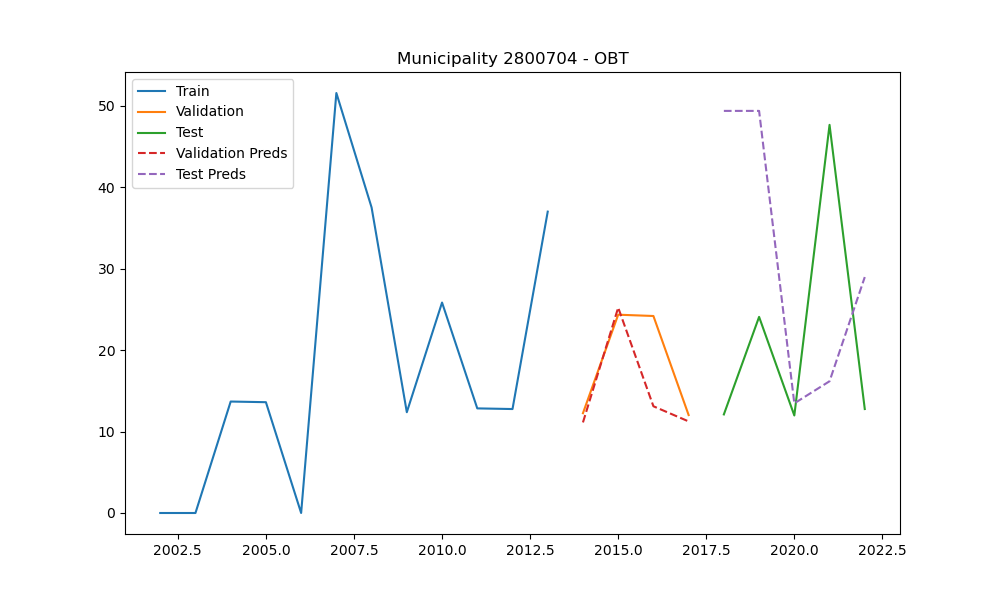 Municipality 2800704 - OBT
Train
Validation
Test
Validation Preds
Test Preds
50
40
30
20
10
0
2002.5 2005.0 2007.5 2010.0 2012.5 2015.0 2017.5 2020.0 2022.5